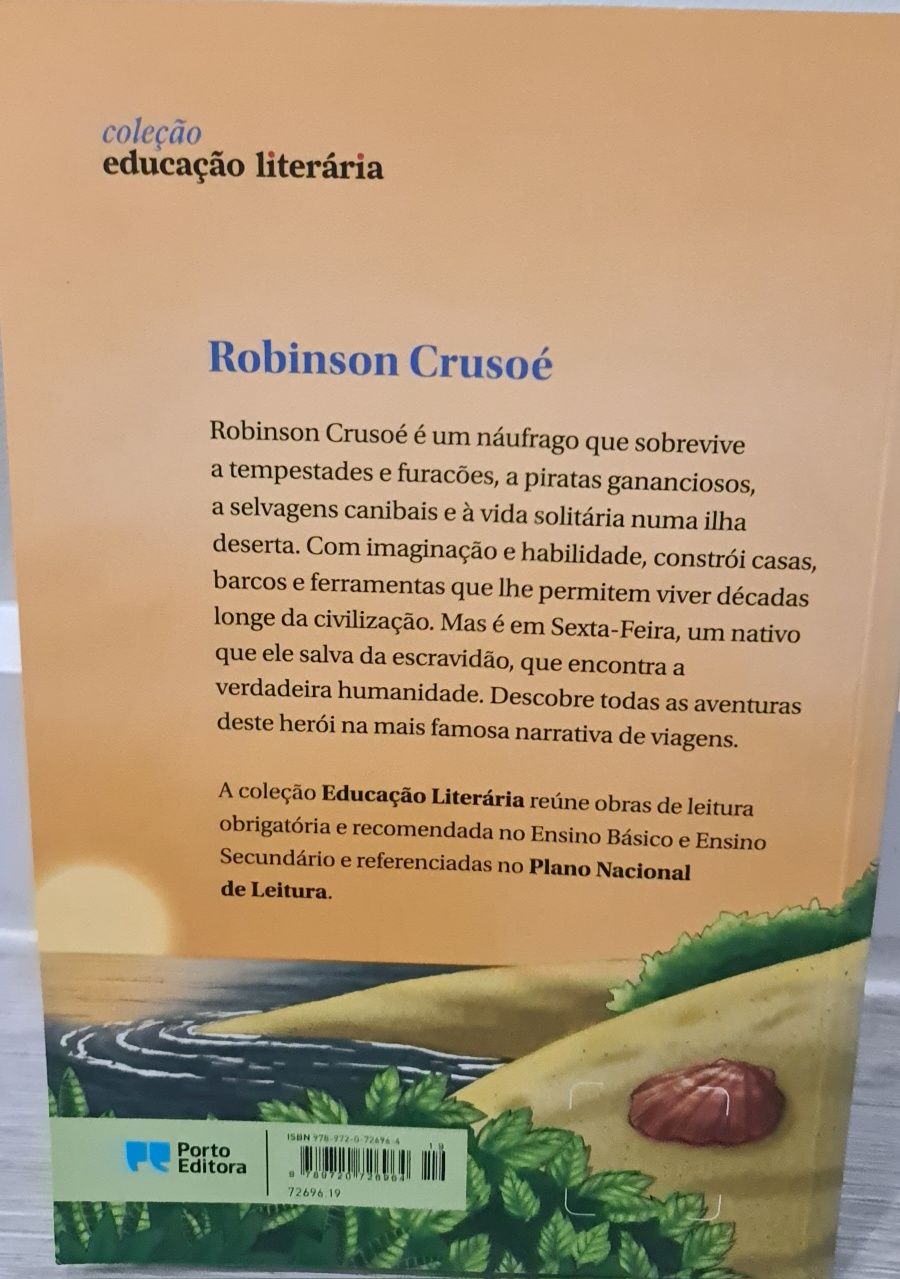 coleção
educação literária
Robinson Crusoé
Robinson Crusoé é um náufrago que sobrevive
a tempestades e furacões, a piratas gananciosos,
a selvagens canibais e à vida solitária numa ilha
deserta. Com imaginação e habilidade, constrói casas,
barcos e ferramentas que lhe permitem viver décadas
longe da civilização. Mas é em Sexta-Feira, um nativo
que ele salva da escravidão, que encontra a
verdadeira humanidade. Descobre todas as aventuras
deste herói na mais famosa narrativa de viagens.
A coleção Educação Literária reúne obras de leitura
obrigatória e recomendada no Ensino Básico e Ensino
Secundário e referenciadas no Plano Nacional
de Leitura.
Porto
Editora
ISBN 978-972-0-72696-4
19
9 789720 726964
72696.19